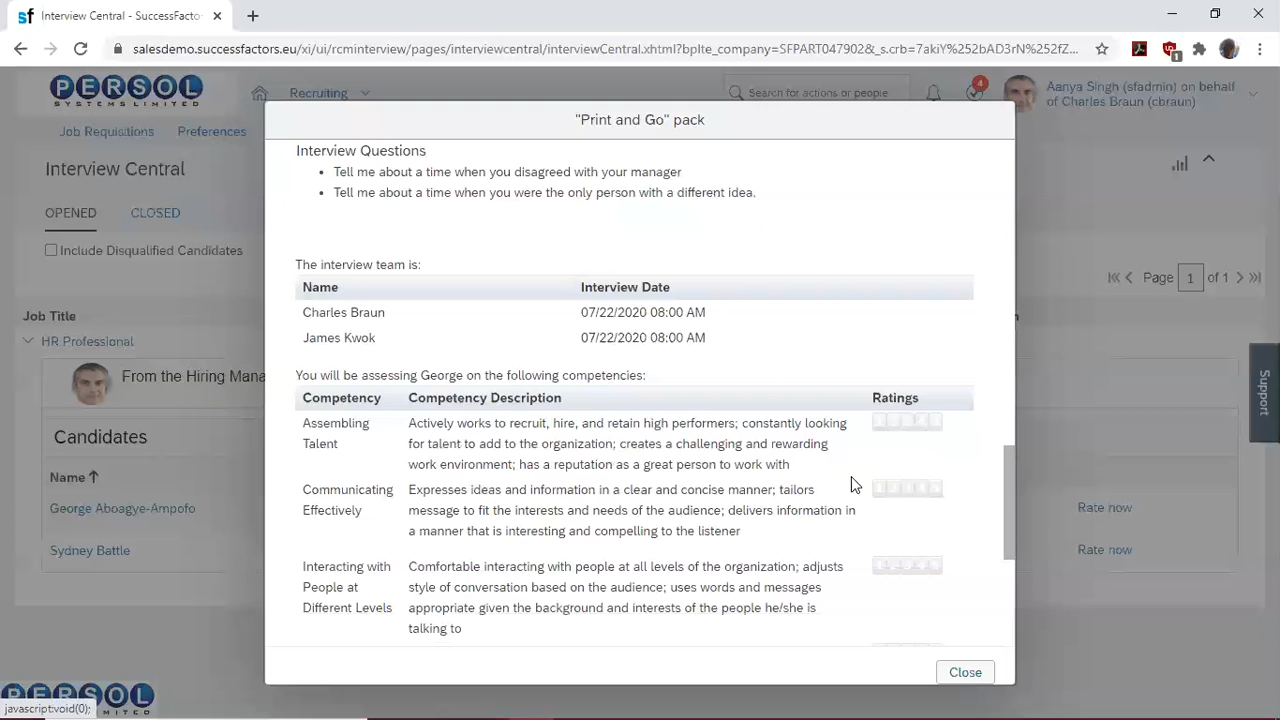 sf Interview Central - SuccessFacto
salesdemo.successfactors.eu/xi/ui/rcminterview/pages/interviewcentral/interviewCentral.xhtml?bplte_company=SFPART047902&_s.crb=7akiY%252bAD3rN%252fZ...
1
PERSOL
SYSTEMS LIMITED
Recruiting
Search for actions or people
4
Aanya Singh (sfadmin) on behalf
of Charles Braun (cbraun)
Job Requisitions
Preferences
"Print and Go" pack
Interview Central
OPENED
CLOSED
Include Disqualified Candidates
Page 1 of 1
Job Title
HR Professional
From the Hiring Mana
Candidates
Name
George Aboagye-Ampofo
Rate now
Sydney Battle
Rate now
Support
Interview Questions
• Tell me about a time when you disagreed with your manager
• Tell me about a time when you were the only person with a different idea.
The interview team is:
Name Interview Date
Charles Braun 07/22/2020 08:00 AM
James Kwok 07/22/2020 08:00 AM
You will be assessing George on the following competencies:
Competency Competency Description Ratings
Assembling Actively works to recruit, hire, and retain high performers; constantly looking
Talent for talent to add to the organization; creates a challenging and rewarding
work environment; has a reputation as a great person to work with
Communicating Expresses ideas and information in a clear and concise manner; tailors
Effectively message to fit the interests and needs of the audience; delivers information in
a manner that is interesting and compelling to the listener
Interacting with Comfortable interacting with people at all levels of the organization; adjusts
People at style of conversation based on the audience; uses words and messages
Different Levels appropriate given the background and interests of the people he/she is
talking to
Close
PERSOL
MITED
javascript:void(0);